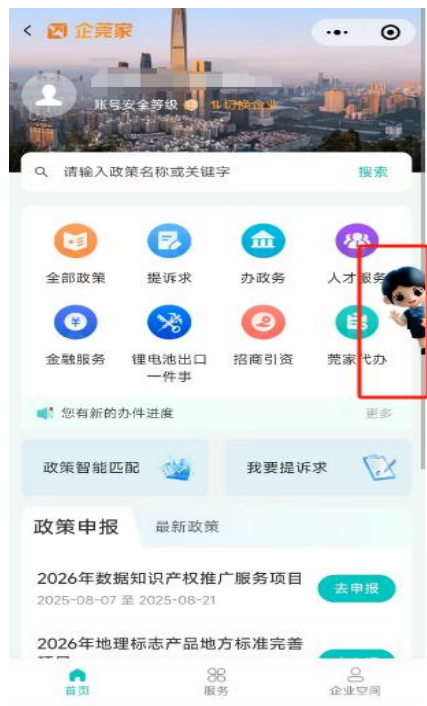 企莞家
账号安全等级
切换企业
请输入政策名称或关键字
搜索
全部政策
提诉求
办政务
人才服务
金融服务
锂电池出口
一件事
招商引资
莞家代办
您有新的办件进度
更多
政策智能匹配
我要提诉求
政策申报
最新政策
2026年数据知识产权推广服务项目
去申报
2025-08-07 至 2025-08-21
2026年地理标志产品地方标准完善
首页
服务
企业空间